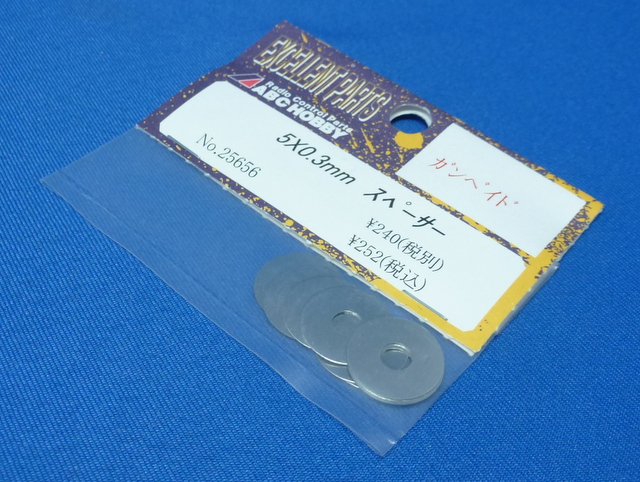 EXCELLENT PARTS
Radio Control Parts
ABC HOBBY
ガンベイド
5X0.3mm スペーサー
No.25656
¥240(税別)
¥252(税込)